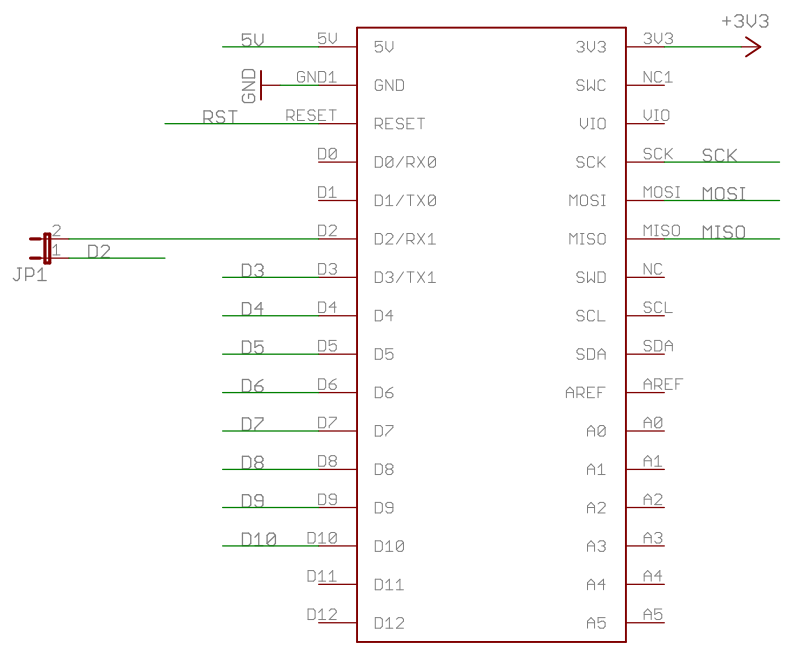 +3V3
5V 5V 5V 3V3 3V3
GND GND1 GND SWC NC1
RST RESET RESET VIO VIO
D0 D0/RX0 SCK SCK SCK
D1 D1/TX0 MOSI MOSI MOSI
2 D2 D2/RX1 MISO MISO MISO
1 D2
JP1 D3 D3 D3/TX1 SWD NC
D4 D4 D4 SCL SCL
D5 D5 D5 SDA SDA
D6 D6 D6 AREF AREF
D7 D7 D7 A0 A0
D8 D8 D8 A1 A1
D9 D9 D9 A2 A2
D10 D10 D10 A3 A3
D11 D11 A4 A4
D12 D12 A5 A5